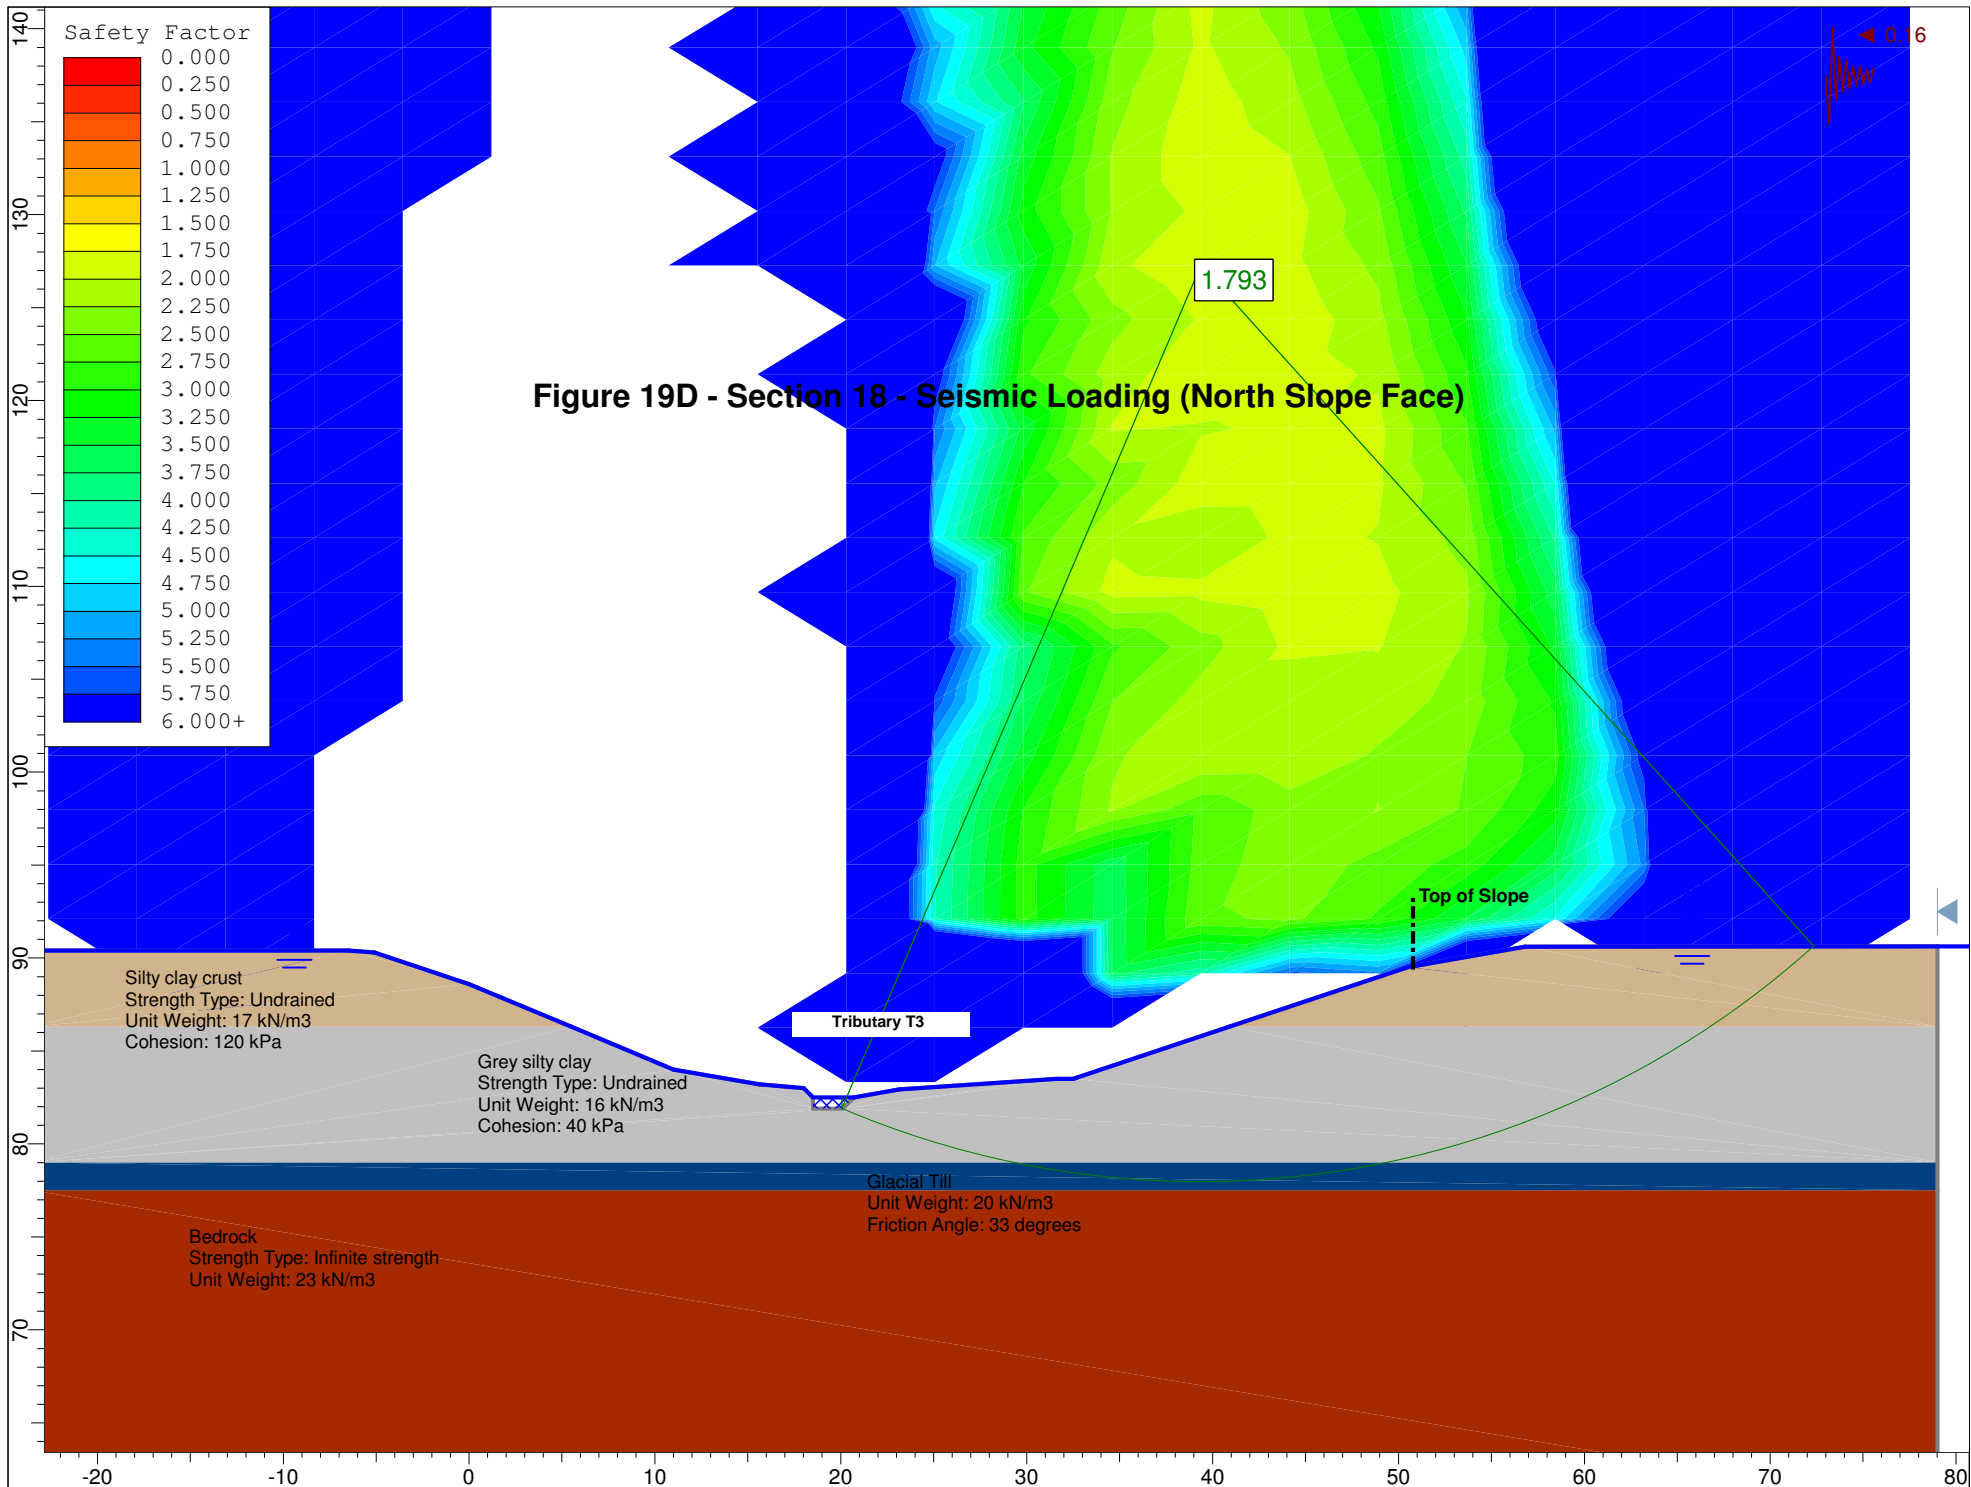 Safety Factor
0.000
0.250
0.500
0.750
1.000
1.250
1.500
1.750
2.000
2.250
2.500
2.750
3.000
3.250
3.500
3.750
4.000
4.250
4.500
4.750
5.000
5.250
5.500
5.750
6.000+
0.16
1.793
Figure 19D - Section 18 - Seismic Loading (North Slope Face)
Top of Slope
Silty clay crust
Strength Type: Undrained
Unit Weight: 17 kN/m3
Cohesion: 120 kPa
Tributary T3
Grey silty clay
Strength Type: Undrained
Unit Weight: 16 kN/m3
Cohesion: 40 kPa
Glacial Till
Unit Weight: 20 kN/m3
Friction Angle: 33 degrees
Bedrock
Strength Type: Infinite strength
Unit Weight: 23 kN/m3
140
130
120
110
100
90
80
70
-20 -10 0 10 20 30 40 50 60 70 80